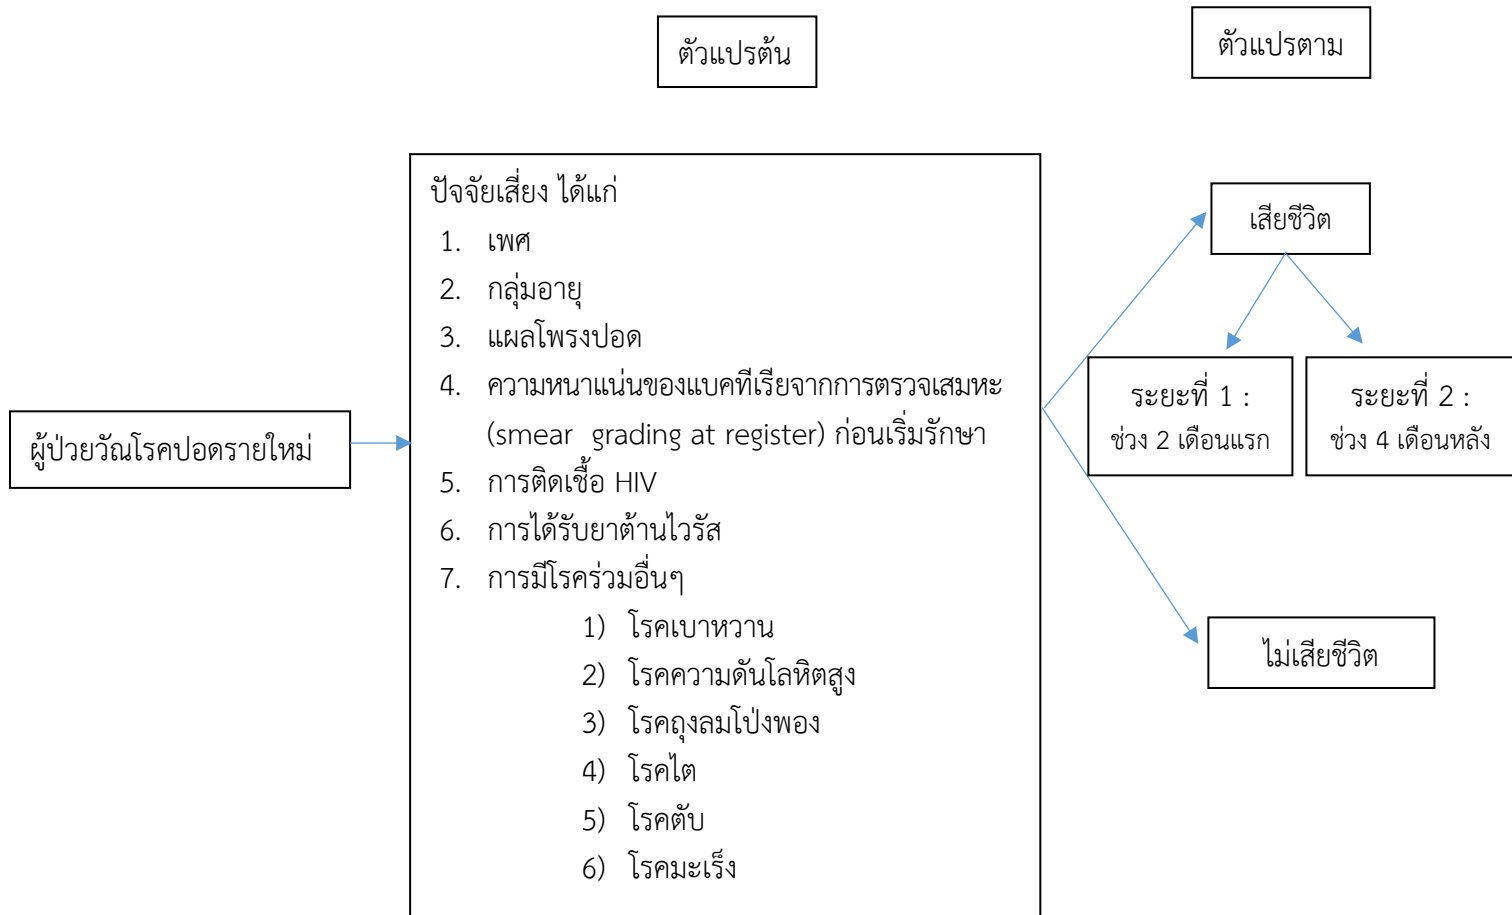 ตัวแปรต้น
ตัวแปรตาม
ผู้ป่วยวัณโรคปอดรายใหม่
ปัจจัยเสี่ยง ได้แก่
1. เพศ
2. กลุ่มอายุ
3. แผลโพรงปอด
4. ความหนาแน่นของแบคทีเรียจากการตรวจเสมหะ
(smear grading at register) ก่อนเริ่มรักษา
5. การติดเชื้อ HIV
6. การได้รับยาต้านไวรัส
7. การมีโรคร่วมอื่นๆ
1) โรคเบาหวาน
2) โรคความดันโลหิตสูง
3) โรคถุงลมโป่งพอง
4) โรคไต
5) โรคตับ
6) โรคมะเร็ง
เสียชีวิต
ระยะที่ 1 :
ช่วง 2 เดือนแรก
ระยะที่ 2 :
ช่วง 4 เดือนหลัง
ไม่เสียชีวิต